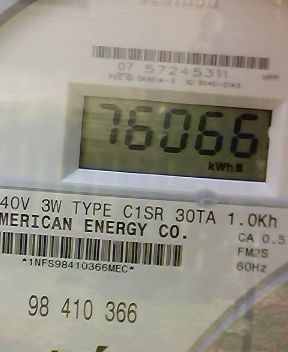 07 57245311
76066
kWh
40V 3W TYPE C1SR 30TA 1.0Kh
MERICAN ENERGY CO.
CA 0.5
FM2S
*1NFS98410366MEC*
60Hz
98 410 366